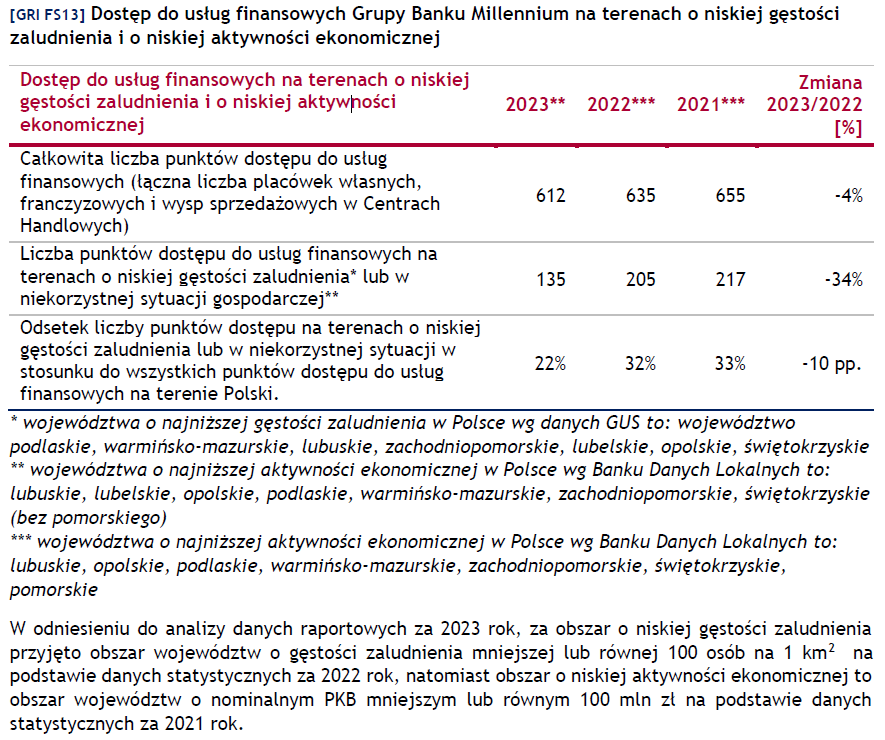 [GRI FS13] Dostęp do usług finansowych Grupy Banku Millennium na terenach o niskiej gęstości
zaludnienia i o niskiej aktywności ekonomicznej
Dostęp do usług finansowych na terenach o niskiej
gęstości zaludnienia i o niskiej aktywności
ekonomicznej
2023** 2022*** 2021***
Zmiana
2023/2022
[%]
Całkowita liczba punktów dostępu do usług
finansowych (łączna liczba placówek własnych,
franczyzowych i wysp sprzedażowych w Centrach
Handlowych)
612 635 655 -4%
Liczba punktów dostępu do usług finansowych na
terenach o niskiej gęstości zaludnienia* lub w
niekorzystnej sytuacji gospodarczej**
135 205 217 -34%
Odsetek liczby punktów dostępu na terenach o niskiej
gęstości zaludnienia lub w niekorzystnej sytuacji w
stosunku do wszystkich punktów dostępu do usług
finansowych na terenie Polski.
22% 32% 33% -10 pp.
* województwa o najniższej gęstości zaludnienia w Polsce wg danych GUS to: województwo
podlaskie, warmińsko-mazurskie, lubuskie, zachodniopomorskie, lubelskie, opolskie, świętokrzyskie
** województwa o najniższej aktywności ekonomicznej w Polsce wg Banku Danych Lokalnych to:
lubuskie, lubelskie, opolskie, podlaskie, warmińsko-mazurskie, zachodniopomorskie, świętokrzyskie
(bez pomorskiego)
*** województwa o najniższej aktywności ekonomicznej w Polsce wg Banku Danych Lokalnych to:
lubuskie, opolskie, podlaskie, warmińsko-mazurskie, zachodniopomorskie, świętokrzyskie,
pomorskie
W odniesieniu do analizy danych raportowych za 2023 rok, za obszar o niskiej gęstości zaludnienia
przyjęto obszar województw o gęstości zaludnienia mniejszej lub równej 100 osób na 1 km² na
podstawie danych statystycznych za 2022 rok, natomiast obszar o niskiej aktywności ekonomicznej to
obszar województw o nominalnym PKB mniejszym lub równym 100 mln zł na podstawie danych
statystycznych za 2021 rok.